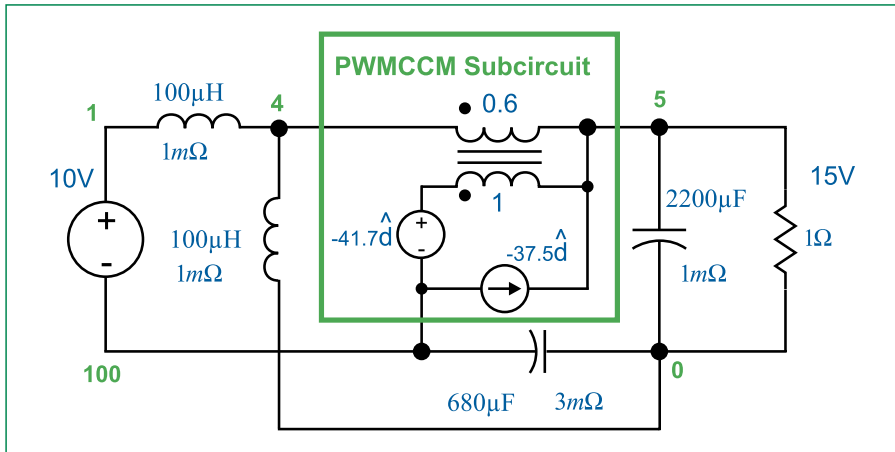 PWMCCM Subcircuit
100µH
1
4
0.6
5
1mΩ
10V
+
-
1
15V
2200µF
100µH
1mΩ
+
-
-41.7d̂
-37.5d̂
1mΩ
1Ω
100
0
680µF
3mΩ